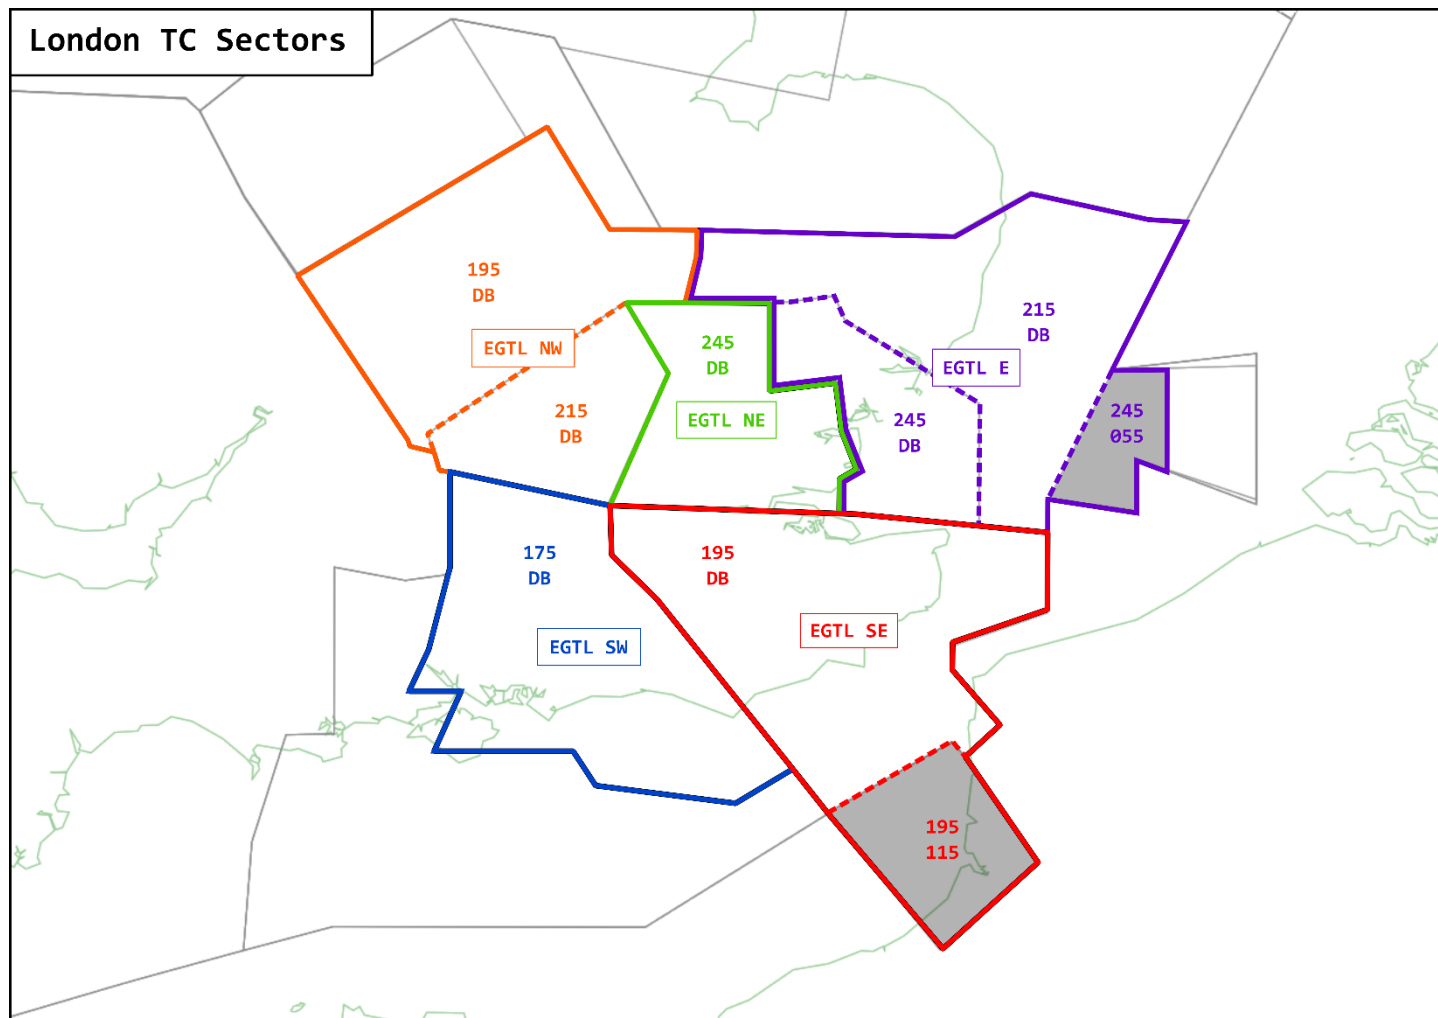 London TC Sectors
195
DB
EGTL NW
215
DB
245
DB
EGTL NE
215
DB
EGTL E
245
DB
245
055
175
DB
EGTL SW
195
DB
EGTL SE
195
115